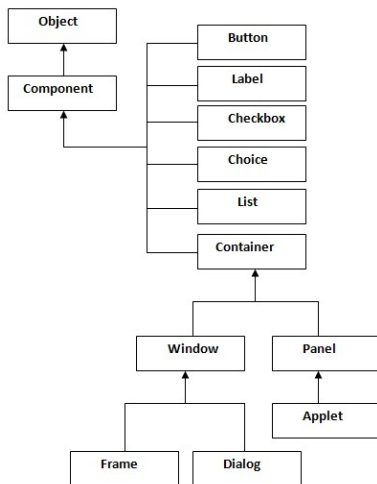 Object
Button
Label
Component
Checkbox
Choice
List
Container
Window
Panel
Applet
Frame
Dialog